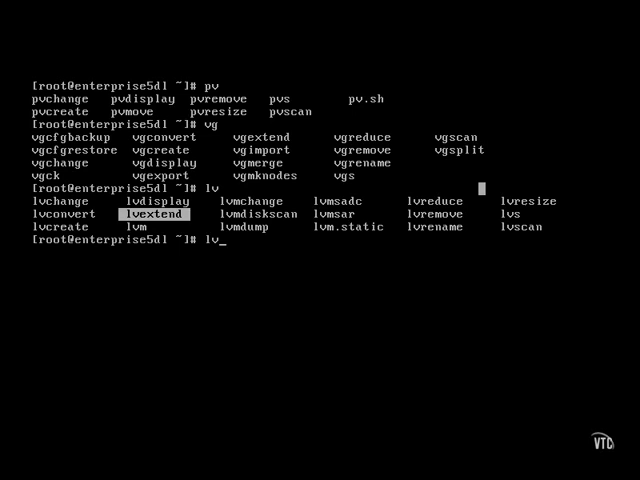 [root@enterprise5dl ~]# pv
pvchange pvdisplay pvremove pvs pv.sh
pvcreate pvmove pvresize pvscan
[root@enterprise5dl ~]# vg
vgcfgbackup vgconvert vgextend vgreduce vgscan
vgcfgrestore vgcreate vgimport vgremove vgsplit
vgchange vgdisplay vgmerge vgrename
vgck vgexport vgmknodes vgs
[root@enterprise5dl ~]# lv
lvchange lvdisplay lvmchange lvmsadc lvreduce lvresize
lvconvert lvextend lvmdiskscan lvmsar lvremove lvs
lvcreate lvm lvmdump lvm.static lvrename lvscan
[root@enterprise5dl ~]# lv_
VTC